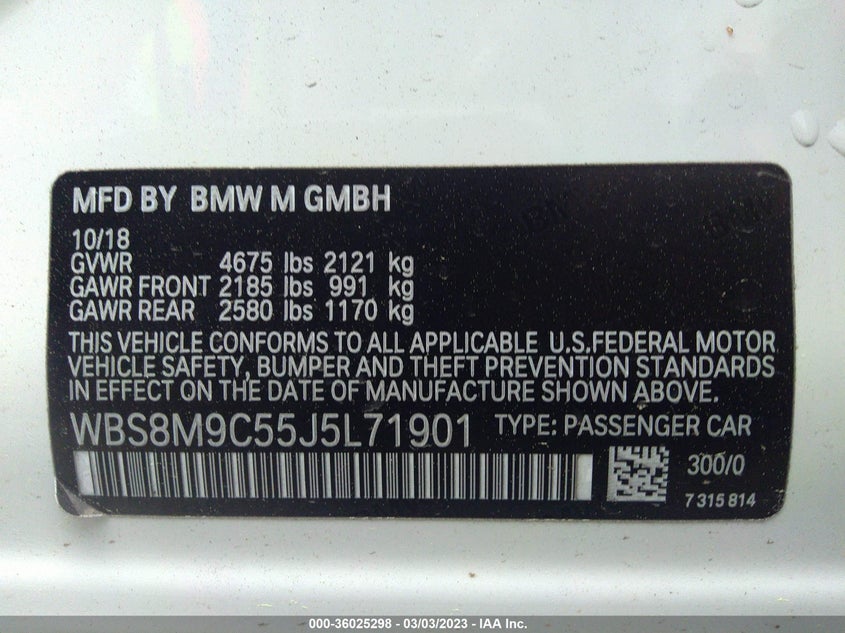 MFD BY BMW M GMBH
10/18
GVWR 4675 lbs 2121 kg
GAWR FRONT 2185 lbs 991 kg
GAWR REAR 2580 lbs 1170 kg
THIS VEHICLE CONFORMS TO ALL APPLICABLE U.S.FEDERAL MOTOR
VEHICLE SAFETY, BUMPER AND THEFT PREVENTION STANDARDS
IN EFFECT ON THE DATE OF MANUFACTURE SHOWN ABOVE.
WBS8M9C55J5L71901 TYPE: PASSENGER CAR
300/0
7 315 814
000-36025298 - 03/03/2023 - IAA Inc.